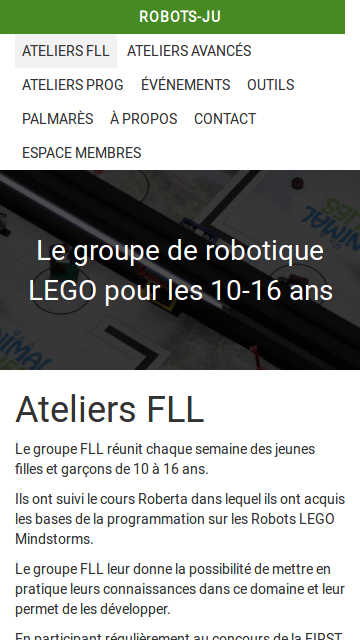 ROBOTS-JU
ATELIERS FLL ATELIERS AVANCÉS
ATELIERS PROG ÉVÉNEMENTS OUTILS
PALMARÈS À PROPOS CONTACT
ESPACE MEMBRES
Le groupe de robotique
LEGO pour les 10-16 ans
ANIMAL
Ateliers FLL
Le groupe FLL réunit chaque semaine des jeunes
filles et garçons de 10 à 16 ans.
Ils ont suivi le cours Roberta dans lequel ils ont acquis
les bases de la programmation sur les Robots LEGO
Mindstorms.
Le groupe FLL leur donne la possibilité de mettre en
pratique leurs connaissances dans ce domaine et leur
permet de les développer.
En participant régulièrement au concours de la FIRST